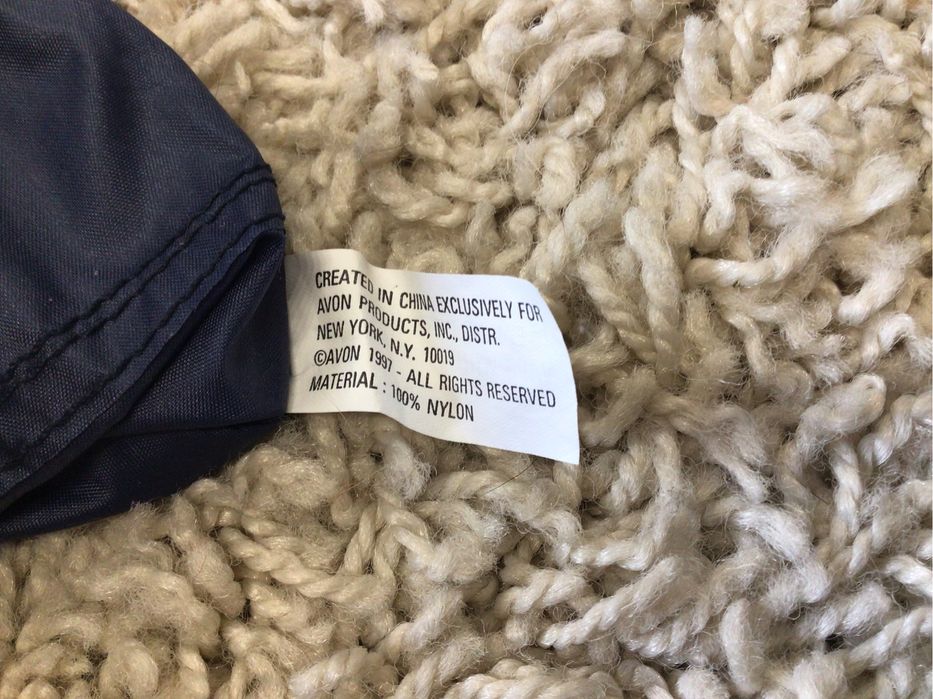 CREATED IN CHINA EXCLUSIVELY FOR
AVON PRODUCTS, INC., DISTR.
NEW YORK, N.Y. 10019
©AVON 1997 - ALL RIGHTS RESERVED
MATERIAL : 100% NYLON